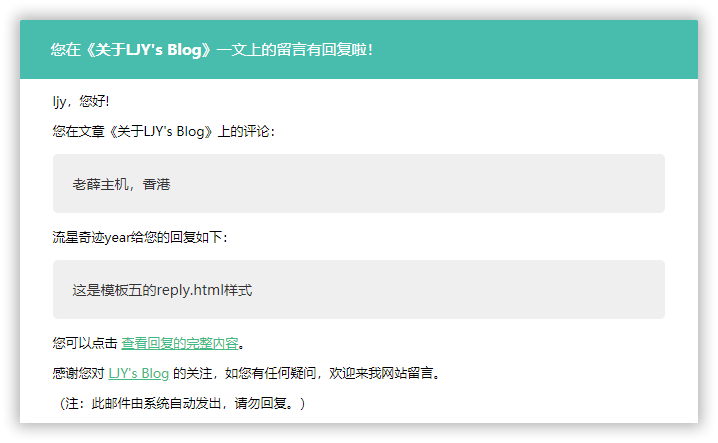 您在《关于LJY's Blog》一文上的留言有回复啦！
ljy，您好!
您在文章《关于LJY's Blog》上的评论：
老薛主机，香港
流星奇迹year给您的回复如下：
这是模板五的reply.html样式
您可以点击 查看回复的完整内容。
感谢您对 LJY's Blog 的关注，如您有任何疑问，欢迎来我网站留言。
（注：此邮件由系统自动发出，请勿回复。）